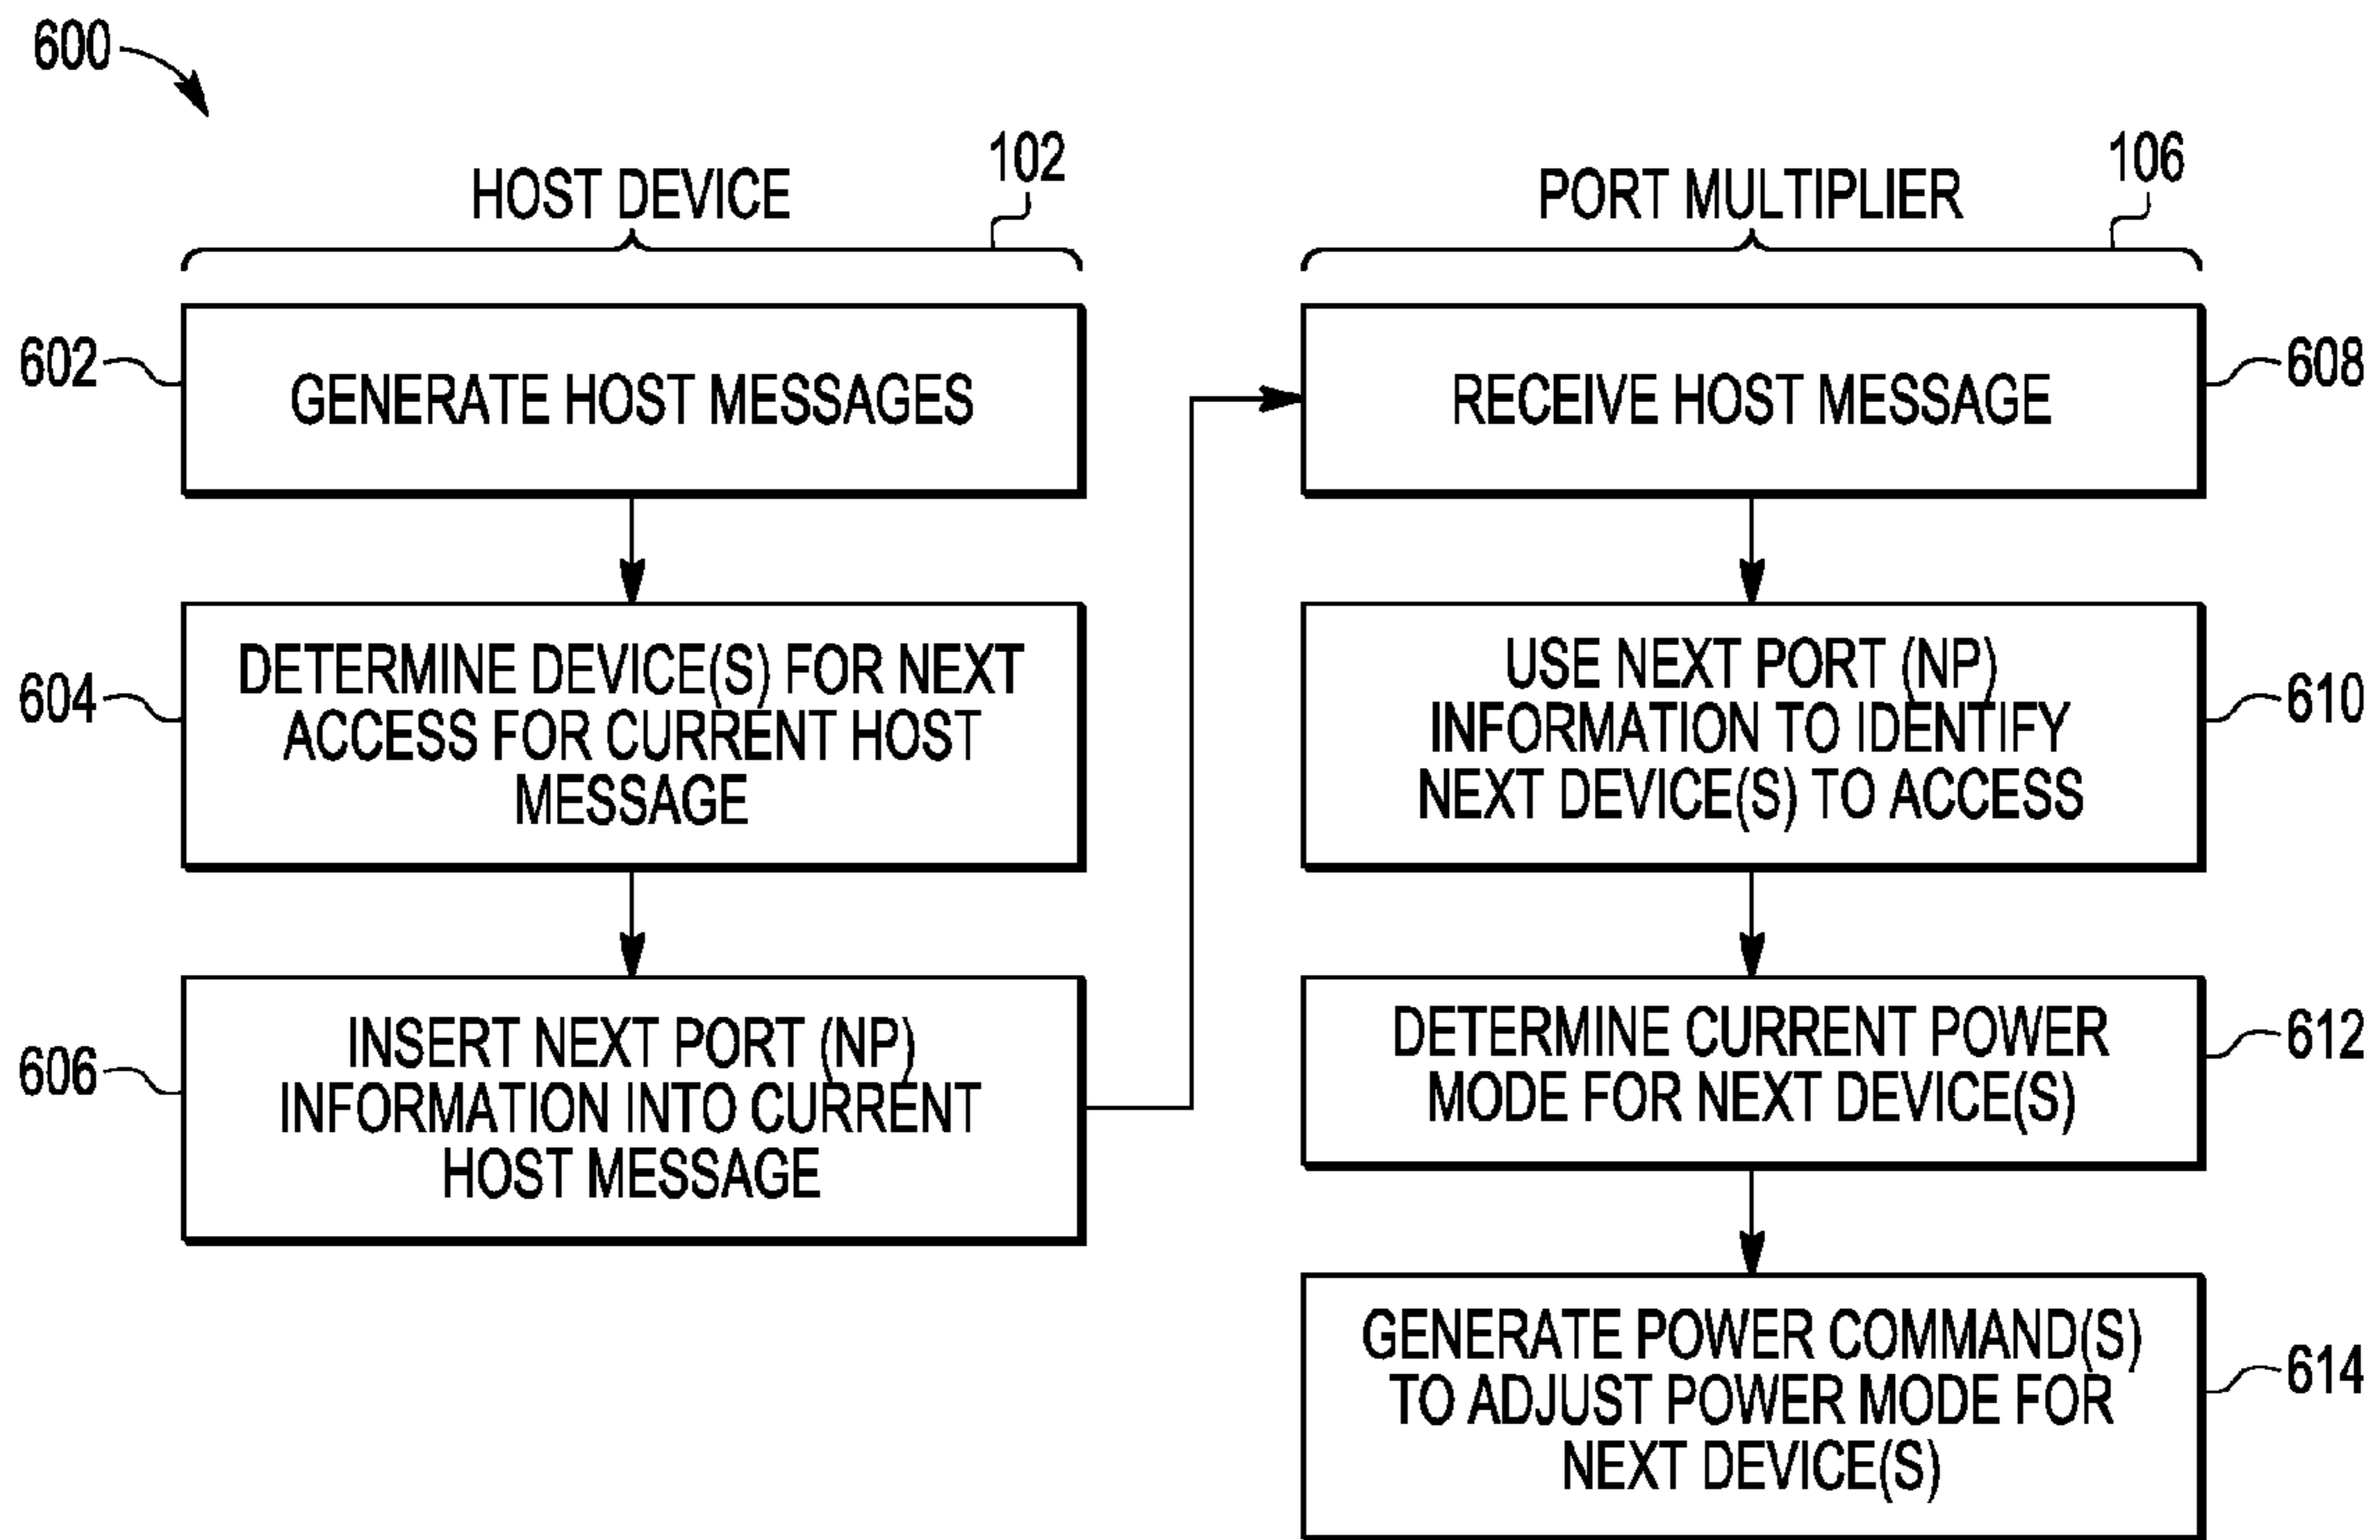 600
HOST DEVICE
102
602
GENERATE HOST MESSAGES
604
DETERMINE DEVICE(S) FOR NEXT
ACCESS FOR CURRENT HOST
MESSAGE
606
INSERT NEXT PORT (NP)
INFORMATION INTO CURRENT
HOST MESSAGE
PORT MULTIPLIER
106
RECEIVE HOST MESSAGE
608
USE NEXT PORT (NP)
INFORMATION TO IDENTIFY
NEXT DEVICE(S) TO ACCESS
610
DETERMINE CURRENT POWER
MODE FOR NEXT DEVICE(S)
612
GENERATE POWER COMMAND(S)
TO ADJUST POWER MODE FOR
NEXT DEVICE(S)
614